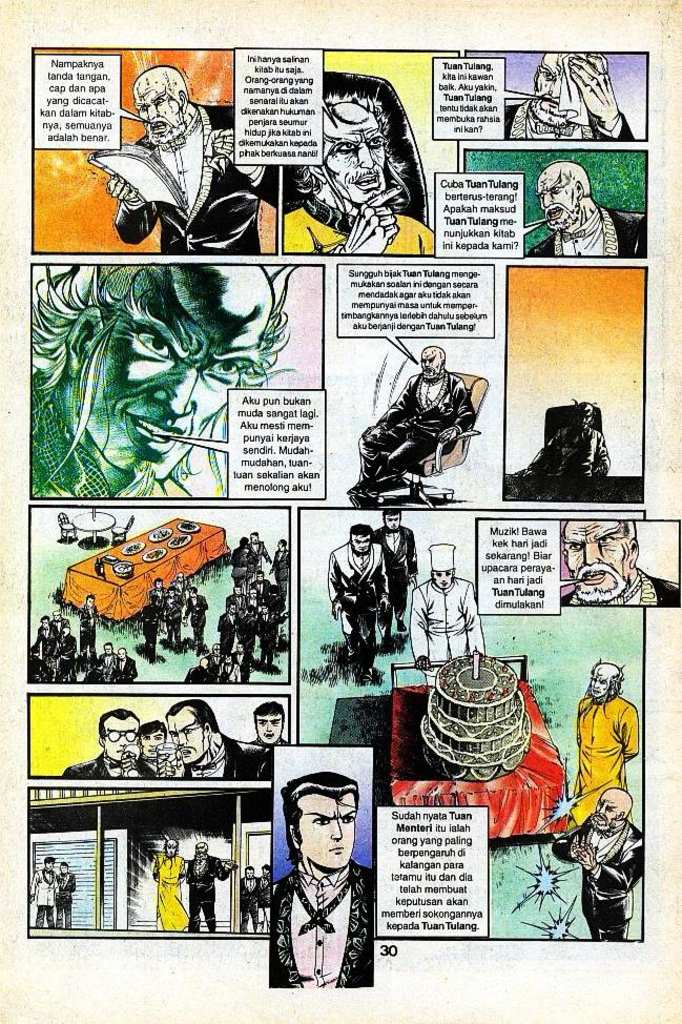 Nampaknya
tanda tangan,
cap dan apa
yang dicacat-
kan dalam kitab-
nya, semuanya
adalah benar.
Ini hanya salinan
kitab itu saja.
Orang-orang yang
namanya di dalam
senarai itu akan
dikenakan hukuman
penjara seumur
hidup jika kitab ini
dikemukakan kepada
pihak berkuasa nanti!
Tuan Tulang,
kita ini kawan
baik. Aku yakin,
Tuan Tulang
tentu tidak akan
membuka rahsia
ini kan?
Cuba Tuan Tulang
berterus-terang!
Apakah maksud
Tuan Tulang me-
nunjukkan kitab
ini kepada kami?
Aku pun bukan
muda sangat lagi.
Aku mesti mem-
punyai kerjaya
sendiri. Mudah-
mudahan, tuan-
tuan sekalian akan
menolong aku!
Sungguh bijak Tuan Tulang menge-
mukakan soalan ini dengan secara
mendadak agar aku tidak akan
mempunyai masa untuk memper-
timbangkannya terlebih dahulu sebelum
aku berjanji dengan Tuan Tulang!
Muzik! Bawa
kek hari jadi
sekarang! Biar
upacara perayaan
hari jadi
Tuan Tulang
dimulakan!
Sudah nyata Tuan
Menteri itu ialah
orang yang paling
berpengaruh di
kalangan para
tetamu itu dan dia
telah membuat
keputusan akan
memberi sokongannya
kepada Tuan Tulang.
30